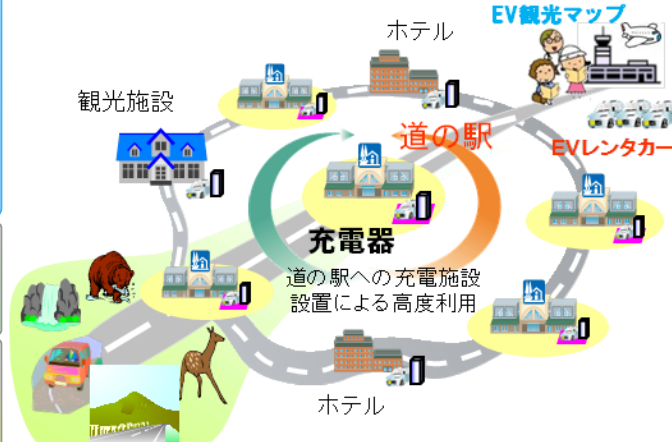 EV観光マップ
ホテル
観光施設
道の駅
EVレンタカー
充電器
道の駅への充電施設
設置による高度利用
ホテル